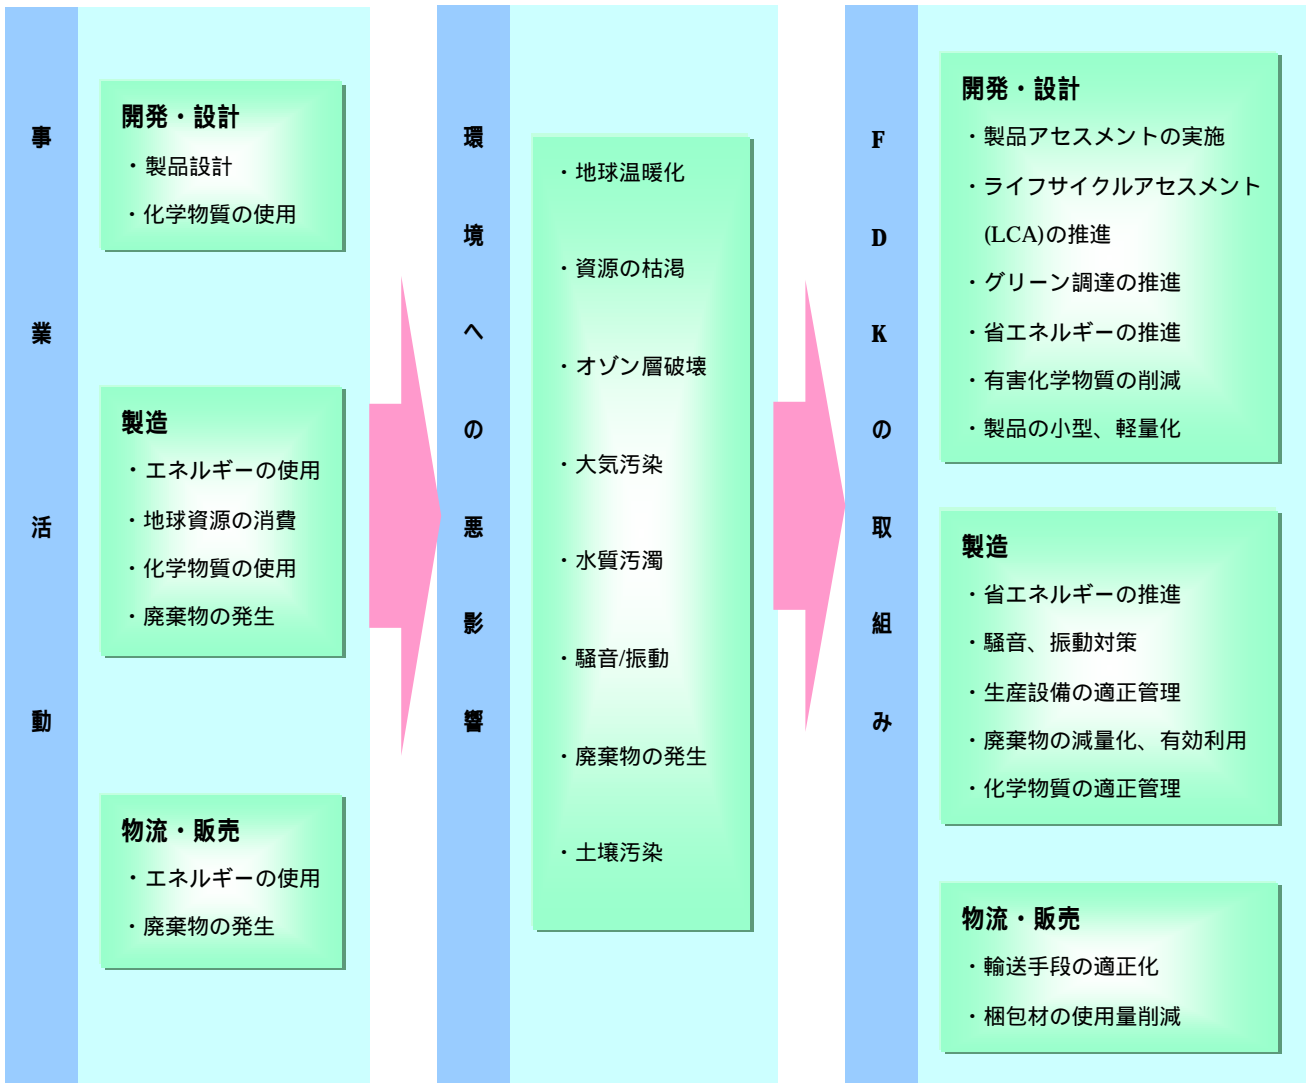 事業活動
開発・設計
・製品設計
・化学物質の使用
製造
・エネルギーの使用
・地球資源の消費
・化学物質の使用
・廃棄物の発生
物流・販売
・エネルギーの使用
・廃棄物の発生
環境への悪影響
・地球温暖化
・資源の枯渇
・オゾン層破壊
・大気汚染
・水質汚濁
・騒音/振動
・廃棄物の発生
・土壌汚染
FDKの取組み
開発・設計
・製品アセスメントの実施
・ライフサイクルアセスメント
(LCA)の推進
・グリーン調達の推進
・省エネルギーの推進
・有害化学物質の削減
・製品の小型、軽量化
製造
・省エネルギーの推進
・騒音、振動対策
・生産設備の適正管理
・廃棄物の減量化、有効利用
・化学物質の適正管理
物流・販売
・輸送手段の適正化
・梱包材の使用量削減